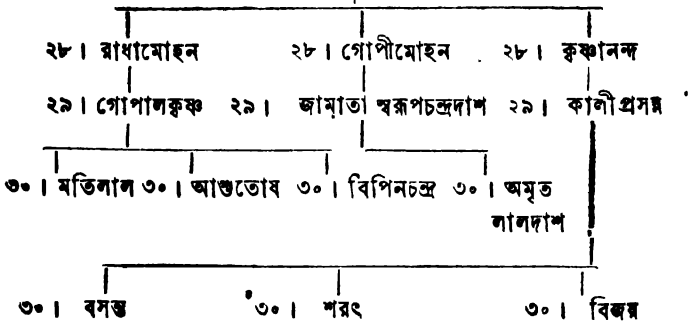 ২৮। রাধামোহন ২৮। গোপীমোহন ২৮। কৃষ্ণানন্দ
২৯। গোপালকৃষ্ণ ২৯। জামাতা স্বরূপচন্দ্রদাশ ২৯। কালীপ্রসন্ন
৩০। মতিলাল ৩০। আশুতোষ ৩০। বিপিনচন্দ্র ৩০। অমৃত
লালদাশ
৩০। বসন্ত ৩০। শরৎ ৩০। বিজয়